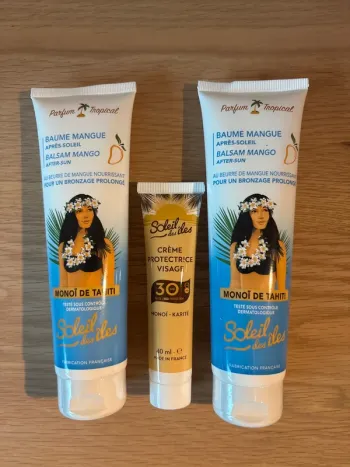 Parfum Tropical
BAUME MANGUE
APRÈS-SOLEIL
BALSAM MANGO
AFTER-SUN
AU BEURRE DE MANGUE NOURRISSANT
POUR UN BRONZAGE PROLONGÉ
MONOÏ DE TAHITI
TESTÉ SOUS CONTRÔLE
DERMATOLOGIQUE
Soleil
des îles
FABRICATION FRANÇAISE
Soleil
des îles
CRÈME
PROTECTRICE
VISAGE
30
MONOÏ - KARITÉ
40 ml - e
MADE IN FRANCE
Parfum Tropical
BAUME MANGUE
APRÈS-SOLEIL
BALSAM MANGO
AFTER-SUN
AU BEURRE DE MANGUE NOURRISSANT
POUR UN BRONZAGE PROLONGÉ
MONOÏ DE TAHITI
TESTÉ SOUS CONTRÔLE
DERMATOLOGIQUE
Soleil
des îles
FABRICATION FRANÇAISE